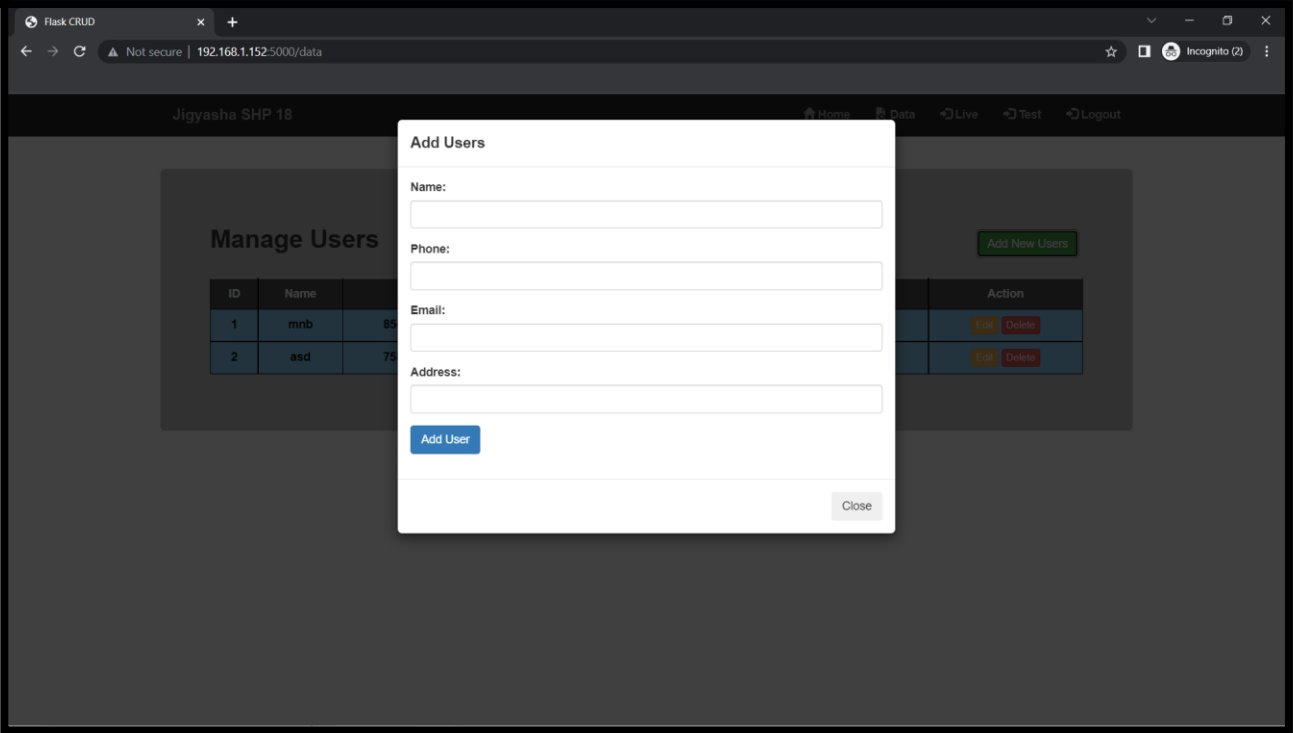 Flask CRUD
Not secure | 192.168.1.152:5000/data
Incognito (2)
Jigyasha SHP 18 Home Data Live Test Logout
Add Users
Name:
Phone:
Email:
Address:
Add User
Close
Manage Users
Add New Users
ID Name Action
1 mnb 85 Edit Delete
2 asd 75 Edit Delete